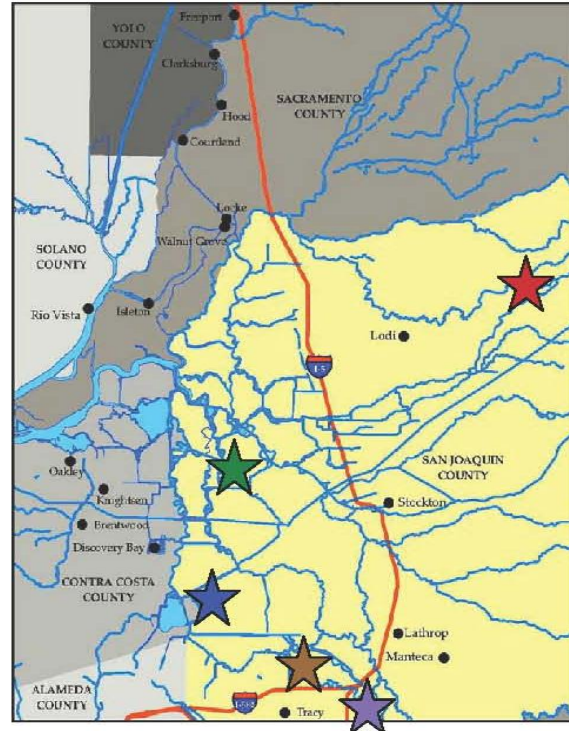 Freeport
YOLO
COUNTY
Clarksburg
SACRAMENTO
COUNTY
Hood
Courtland
Locke
Walnut Grove
SOLANO
COUNTY
Isleton
Rio Vista
Lodi
I-5
Oakley
SAN JOAQUIN
COUNTY
Knightsen
Stockton
Brentwood
Discovery Bay
CONTRA COSTA
COUNTY
Lathrop
Manteca
ALAMEDA
COUNTY
Tracy